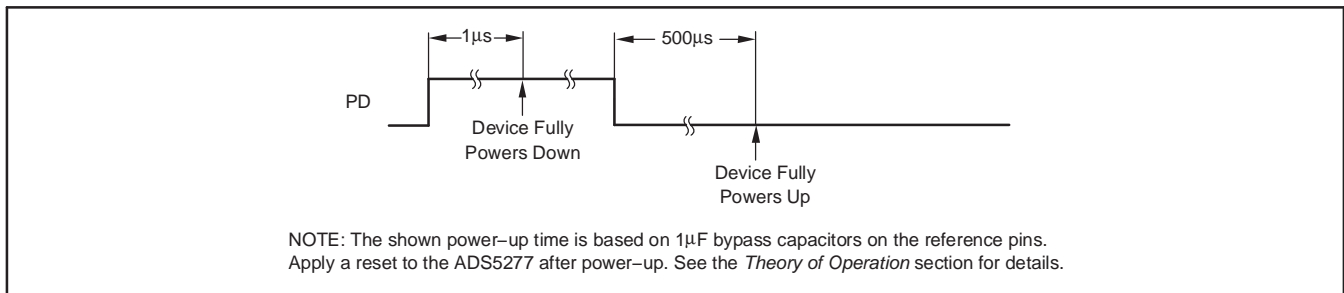 1μs
500μs
PD
Device Fully
Powers Down
Device Fully
Powers Up
NOTE: The shown power−up time is based on 1μF bypass capacitors on the reference pins.
Apply a reset to the ADS5277 after power−up. See the Theory of Operation section for details.